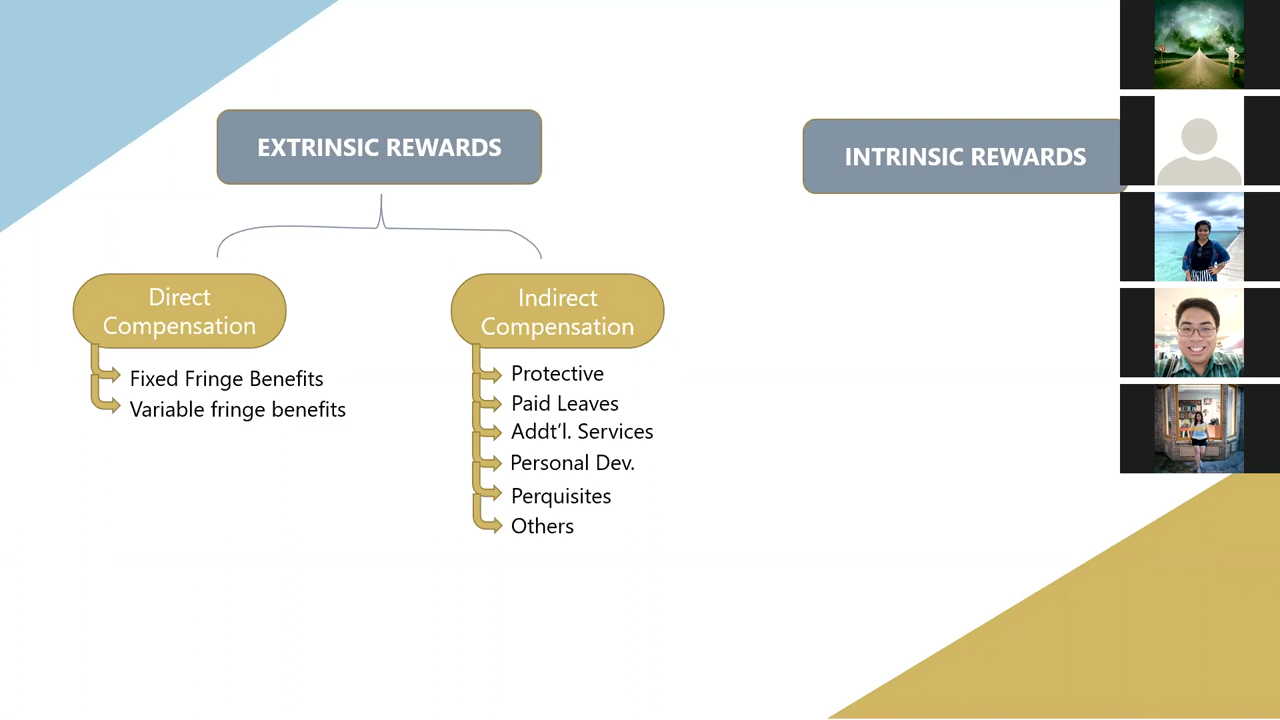 EXTRINSIC REWARDS
INTRINSIC REWARDS
Direct
Compensation
Fixed Fringe Benefits
Variable fringe benefits
Indirect
Compensation
Protective
Paid Leaves
Addt’l. Services
Personal Dev.
Perquisites
Others